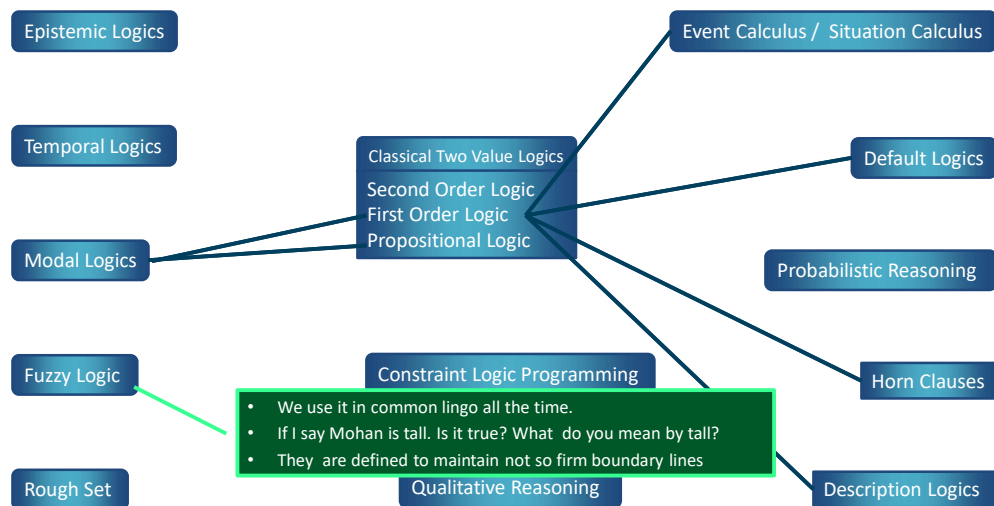 Epistemic Logics
Event Calculus / Situation Calculus
Temporal Logics
Classical Two Value Logics
Default Logics
Second Order Logic
First Order Logic
Propositional Logic
Modal Logics
Probabilistic Reasoning
Fuzzy Logic
Constraint Logic Programming
Horn Clauses
• We use it in common lingo all the time.
• If I say Mohan is tall. Is it true? What do you mean by tall?
• They are defined to maintain not so firm boundary lines
Rough Set
Qualitative Reasoning
Description Logics